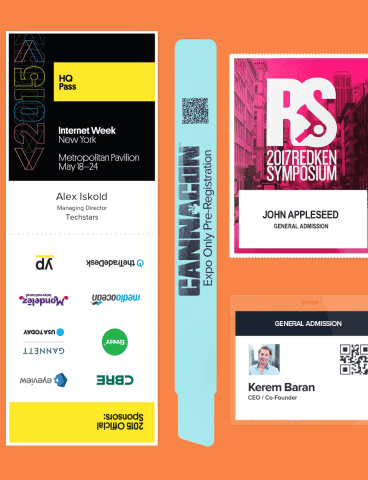 <2015>
HQ
Pass
Internet Week
New York
Metropolitan Pavilion
May 18–24
Alex Iskold
Managing Director
Techstars
2015 Official
Sponsors:
CBRE
eyeview
fiverr
GANNETT
USA TODAY
mediaocean
Mondelēz
International
theTradeDesk
yp
CANNACON
Expo Only Pre-Registration
RS
2017 REDKEN
SYMPOSIUM
JOHN APPLESEED
GENERAL ADMISSION
GENERAL ADMISSION
Kerem Baran
CEO / Co-Founder